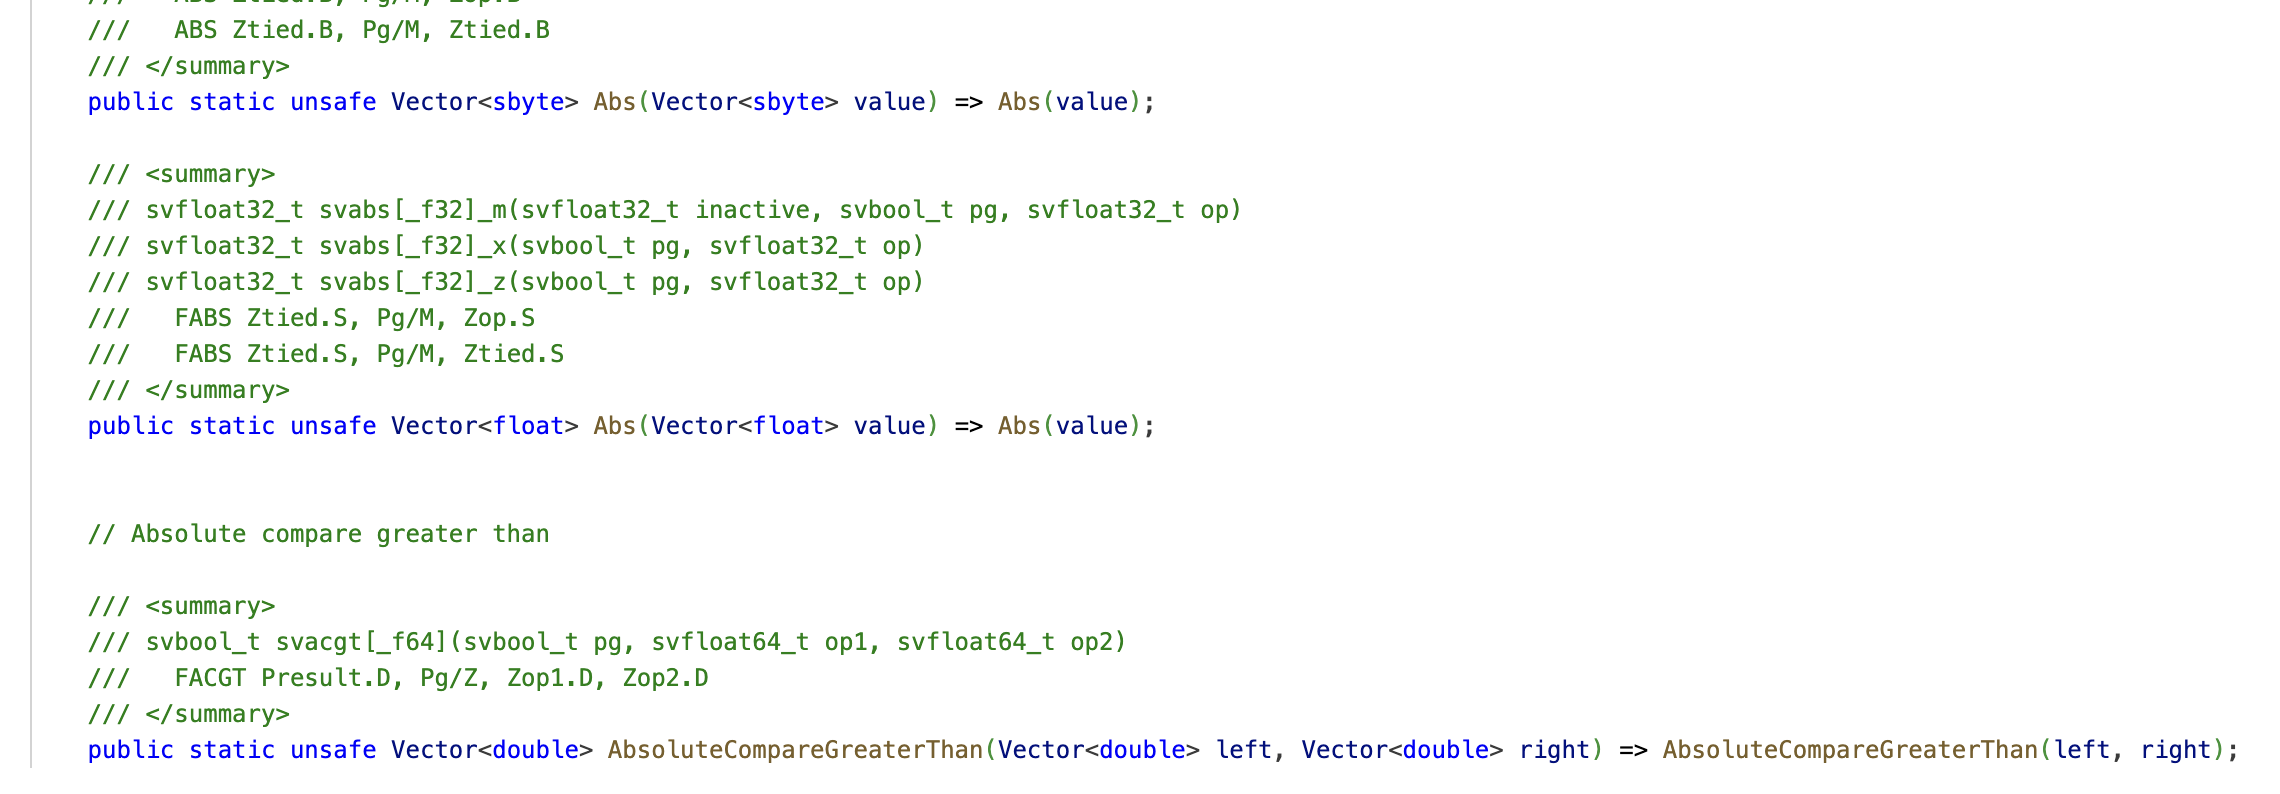 ///   ABS Ztied.B, Pg/M, Zop.B
///   ABS Ztied.B, Pg/M, Ztied.B
/// </summary>
public static unsafe Vector<sbyte> Abs(Vector<sbyte> value) => Abs(value);
/// <summary>
/// svfloat32_t svabs[_f32]_m(svfloat32_t inactive, svbool_t pg, svfloat32_t op)
/// svfloat32_t svabs[_f32]_x(svbool_t pg, svfloat32_t op)
/// svfloat32_t svabs[_f32]_z(svbool_t pg, svfloat32_t op)
///   FABS Ztied.S, Pg/M, Zop.S
///   FABS Ztied.S, Pg/M, Ztied.S
/// </summary>
public static unsafe Vector<float> Abs(Vector<float> value) => Abs(value);
// Absolute compare greater than
/// <summary>
/// svbool_t svacgt[_f64](svbool_t pg, svfloat64_t op1, svfloat64_t op2)
///   FACGT Presult.D, Pg/Z, Zop1.D, Zop2.D
/// </summary>
public static unsafe Vector<double> AbsoluteCompareGreaterThan(Vector<double> left, Vector<double> right) => AbsoluteCompareGreaterThan(left, right);